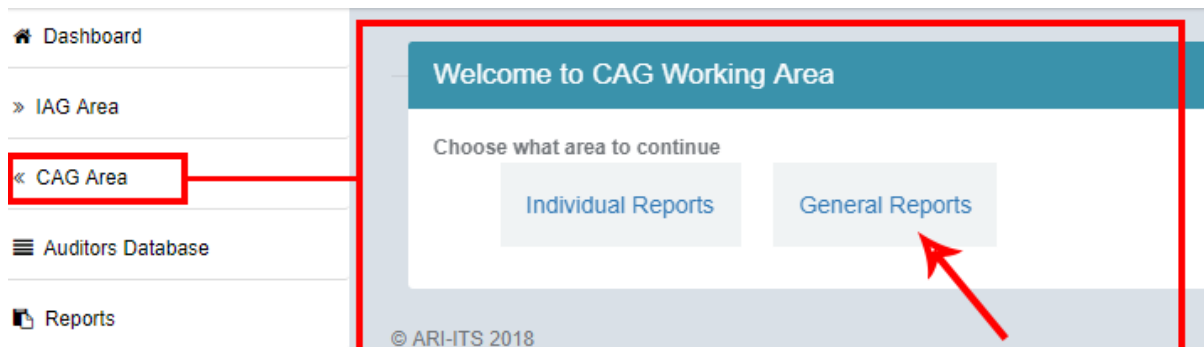 Dashboard
» IAG Area
« CAG Area
Auditors Database
Reports
Welcome to CAG Working Area
Choose what area to continue
Individual Reports
General Reports
© ARI-ITS 2018